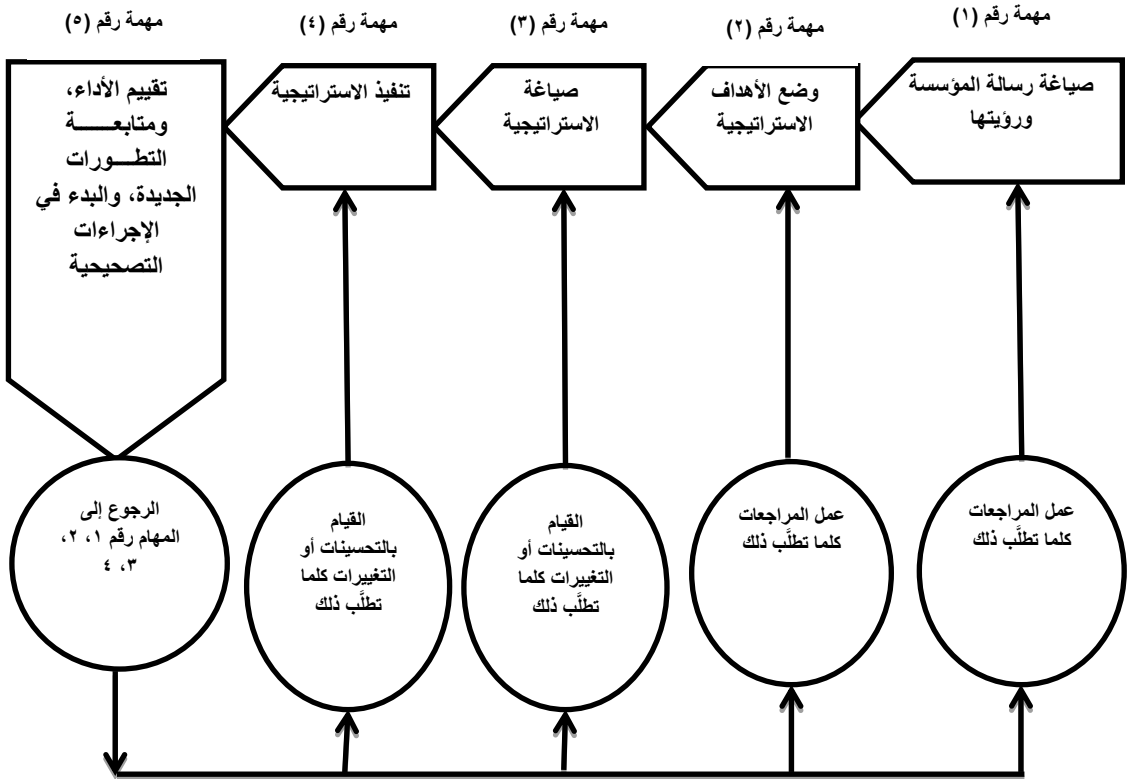 مهمة رقم (١)
مهمة رقم (٢)
مهمة رقم (٣)
مهمة رقم (٤)
مهمة رقم (٥)
صياغة رسالة المؤسسة
ورؤيتها
وضع الأهداف
الاستراتيجية
صياغة
الاستراتيجية
تنفيذ الاستراتيجية
تقييم الأداء،
ومتابعـــــة
التطـــورات
الجديدة، والبدء في
الإجراءات
التصحيحية
عمل المراجعات
كلما تطلَّب ذلك
عمل المراجعات
كلما تطلَّب ذلك
القيام
بالتحسينات أو
التغييرات كلما
تطلَّب ذلك
القيام
بالتحسينات أو
التغييرات كلما
تطلَّب ذلك
الرجوع إلى
المهام رقم ١، ٢،
٣، ٤